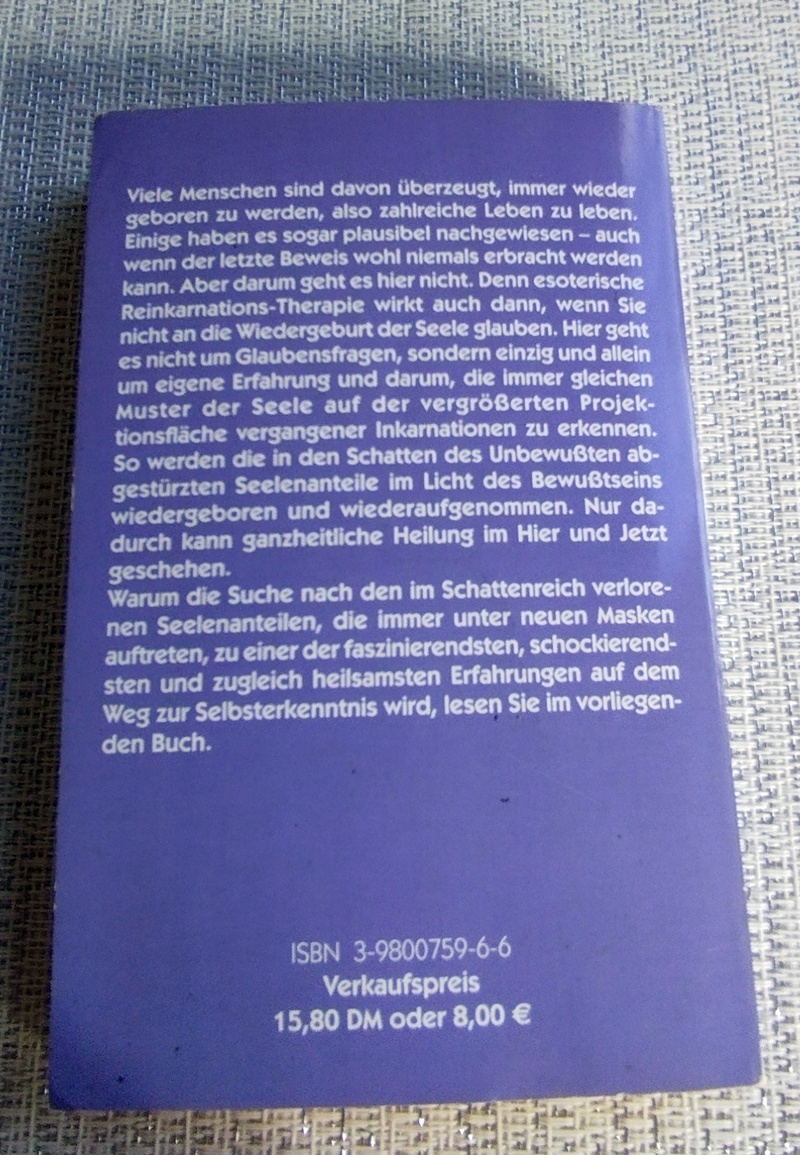 Viele Menschen sind davon überzeugt, immer wieder
geboren zu werden, also zahlreiche Leben zu leben.
Einige haben es sogar plausibel nachgewiesen – auch
wenn der letzte Beweis wohl niemals erbracht werden
kann. Aber darum geht es hier nicht. Denn esoterische
Reinkarnations-Therapie wirkt auch dann, wenn Sie
nicht an die Wiedergeburt der Seele glauben. Hier geht
es nicht um Glaubensfragen, sondern einzig und allein
um eigene Erfahrung und darum, die immer gleichen
Muster der Seele auf der vergrößerten Projek-
tionsfläche vergangener Inkarnationen zu erkennen.
So werden die in den Schatten des Unbewußten ab-
gestürzten Seelenanteile im Licht des Bewußtseins
wiedergeboren und wiederaufgenommen. Nur da-
durch kann ganzheitliche Heilung im Hier und Jetzt
geschehen.
Warum die Suche nach den im Schattenreich verlore-
nen Seelenanteilen, die immer unter neuen Masken
auftreten, zu einer der faszinierendsten, schockierend-
sten und zugleich heilsamsten Erfahrungen auf dem
Weg zur Selbsterkenntnis wird, lesen Sie im vorliegen-
den Buch.
ISBN 3-9800759-6-6
Verkaufspreis
15,80 DM oder 8,00 €